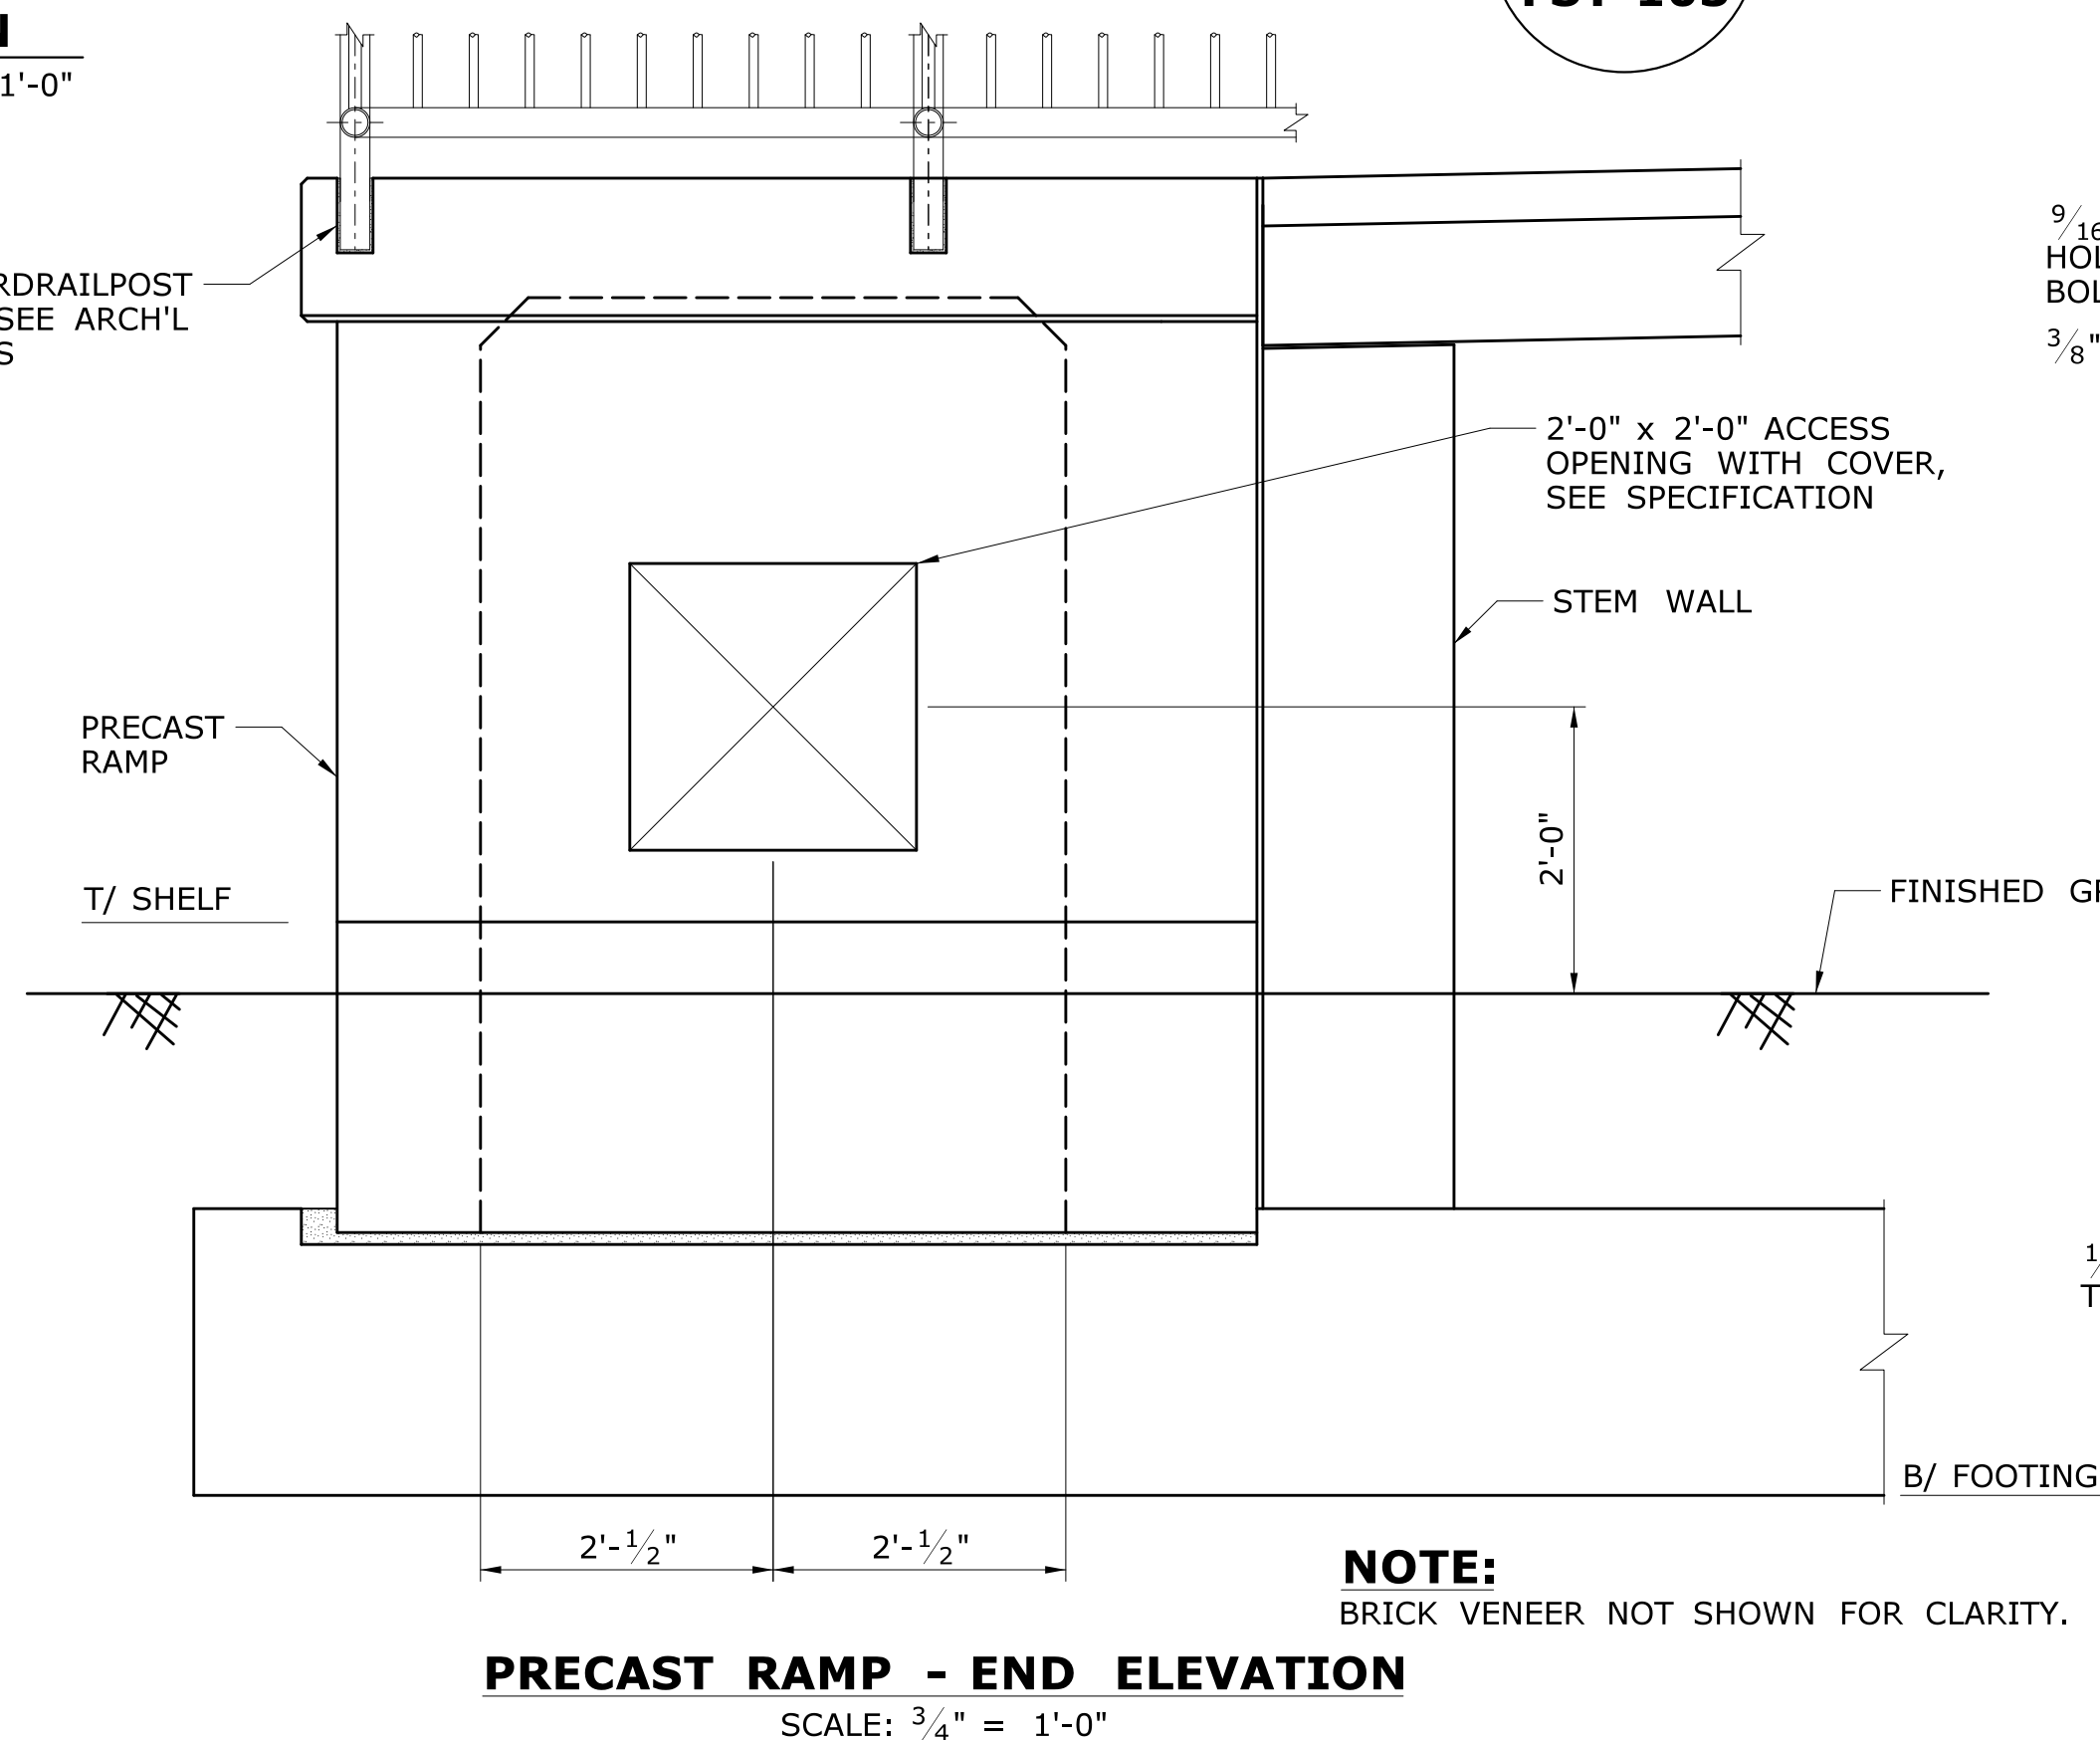 1'-0"
RDRAILPOST
SEE ARCH'L
S
9/16
HOL
BOL
3/8"
2'-0" x 2'-0" ACCESS
OPENING WITH COVER,
SEE SPECIFICATION
STEM WALL
PRECAST
RAMP
2'-0"
T/ SHELF
FINISHED GR
T
B/ FOOTING
2'-1/2" 2'-1/2"
NOTE:
BRICK VENEER NOT SHOWN FOR CLARITY.
PRECAST RAMP - END ELEVATION
SCALE: 3/4" = 1'-0"